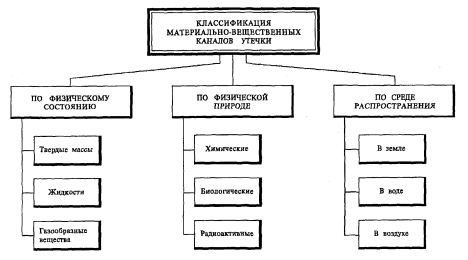 КЛАССИФИКАЦИЯ
МАТЕРИАЛЬНО-ВЕЩЕСТВЕННЫХ
КАНАЛОВ УТЕЧКИ
ПО ФИЗИЧЕСКОМУ
СОСТОЯНИЮ
Твердые массы
Жидкости
Газообразные
вещества
ПО ФИЗИЧЕСКОЙ
ПРИРОДЕ
Химические
Биологические
Радиоактивные
ПО СРЕДЕ
РАСПРОСТРАНЕНИЯ
В земле
В воде
В воздухе